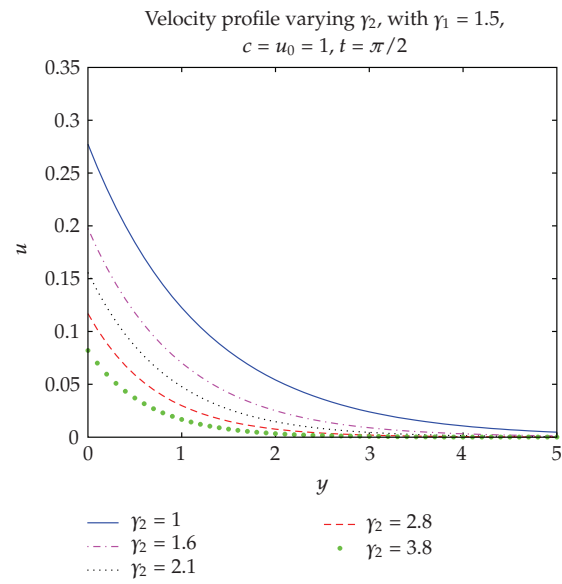 Velocity profile varying γ₂, with γ₁ = 1.5,
c = u₀ = 1, t = π/2
0.35
0.3
0.25
0.2
0.15
0.1
0.05
0
u
0 1 2 3 4 5
y
γ₂ = 1
γ₂ = 1.6
γ₂ = 2.1
γ₂ = 2.8
γ₂ = 3.8